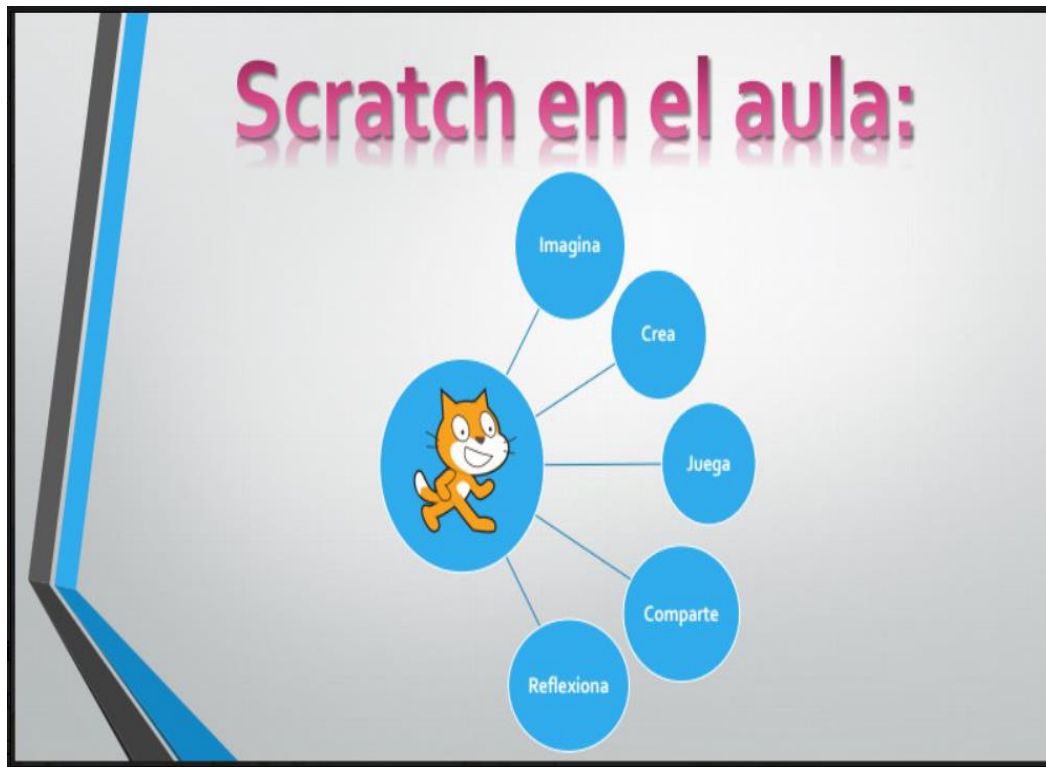 Scratch en el aula:
Imagina
Crea
Juega
Comparte
Reflexiona